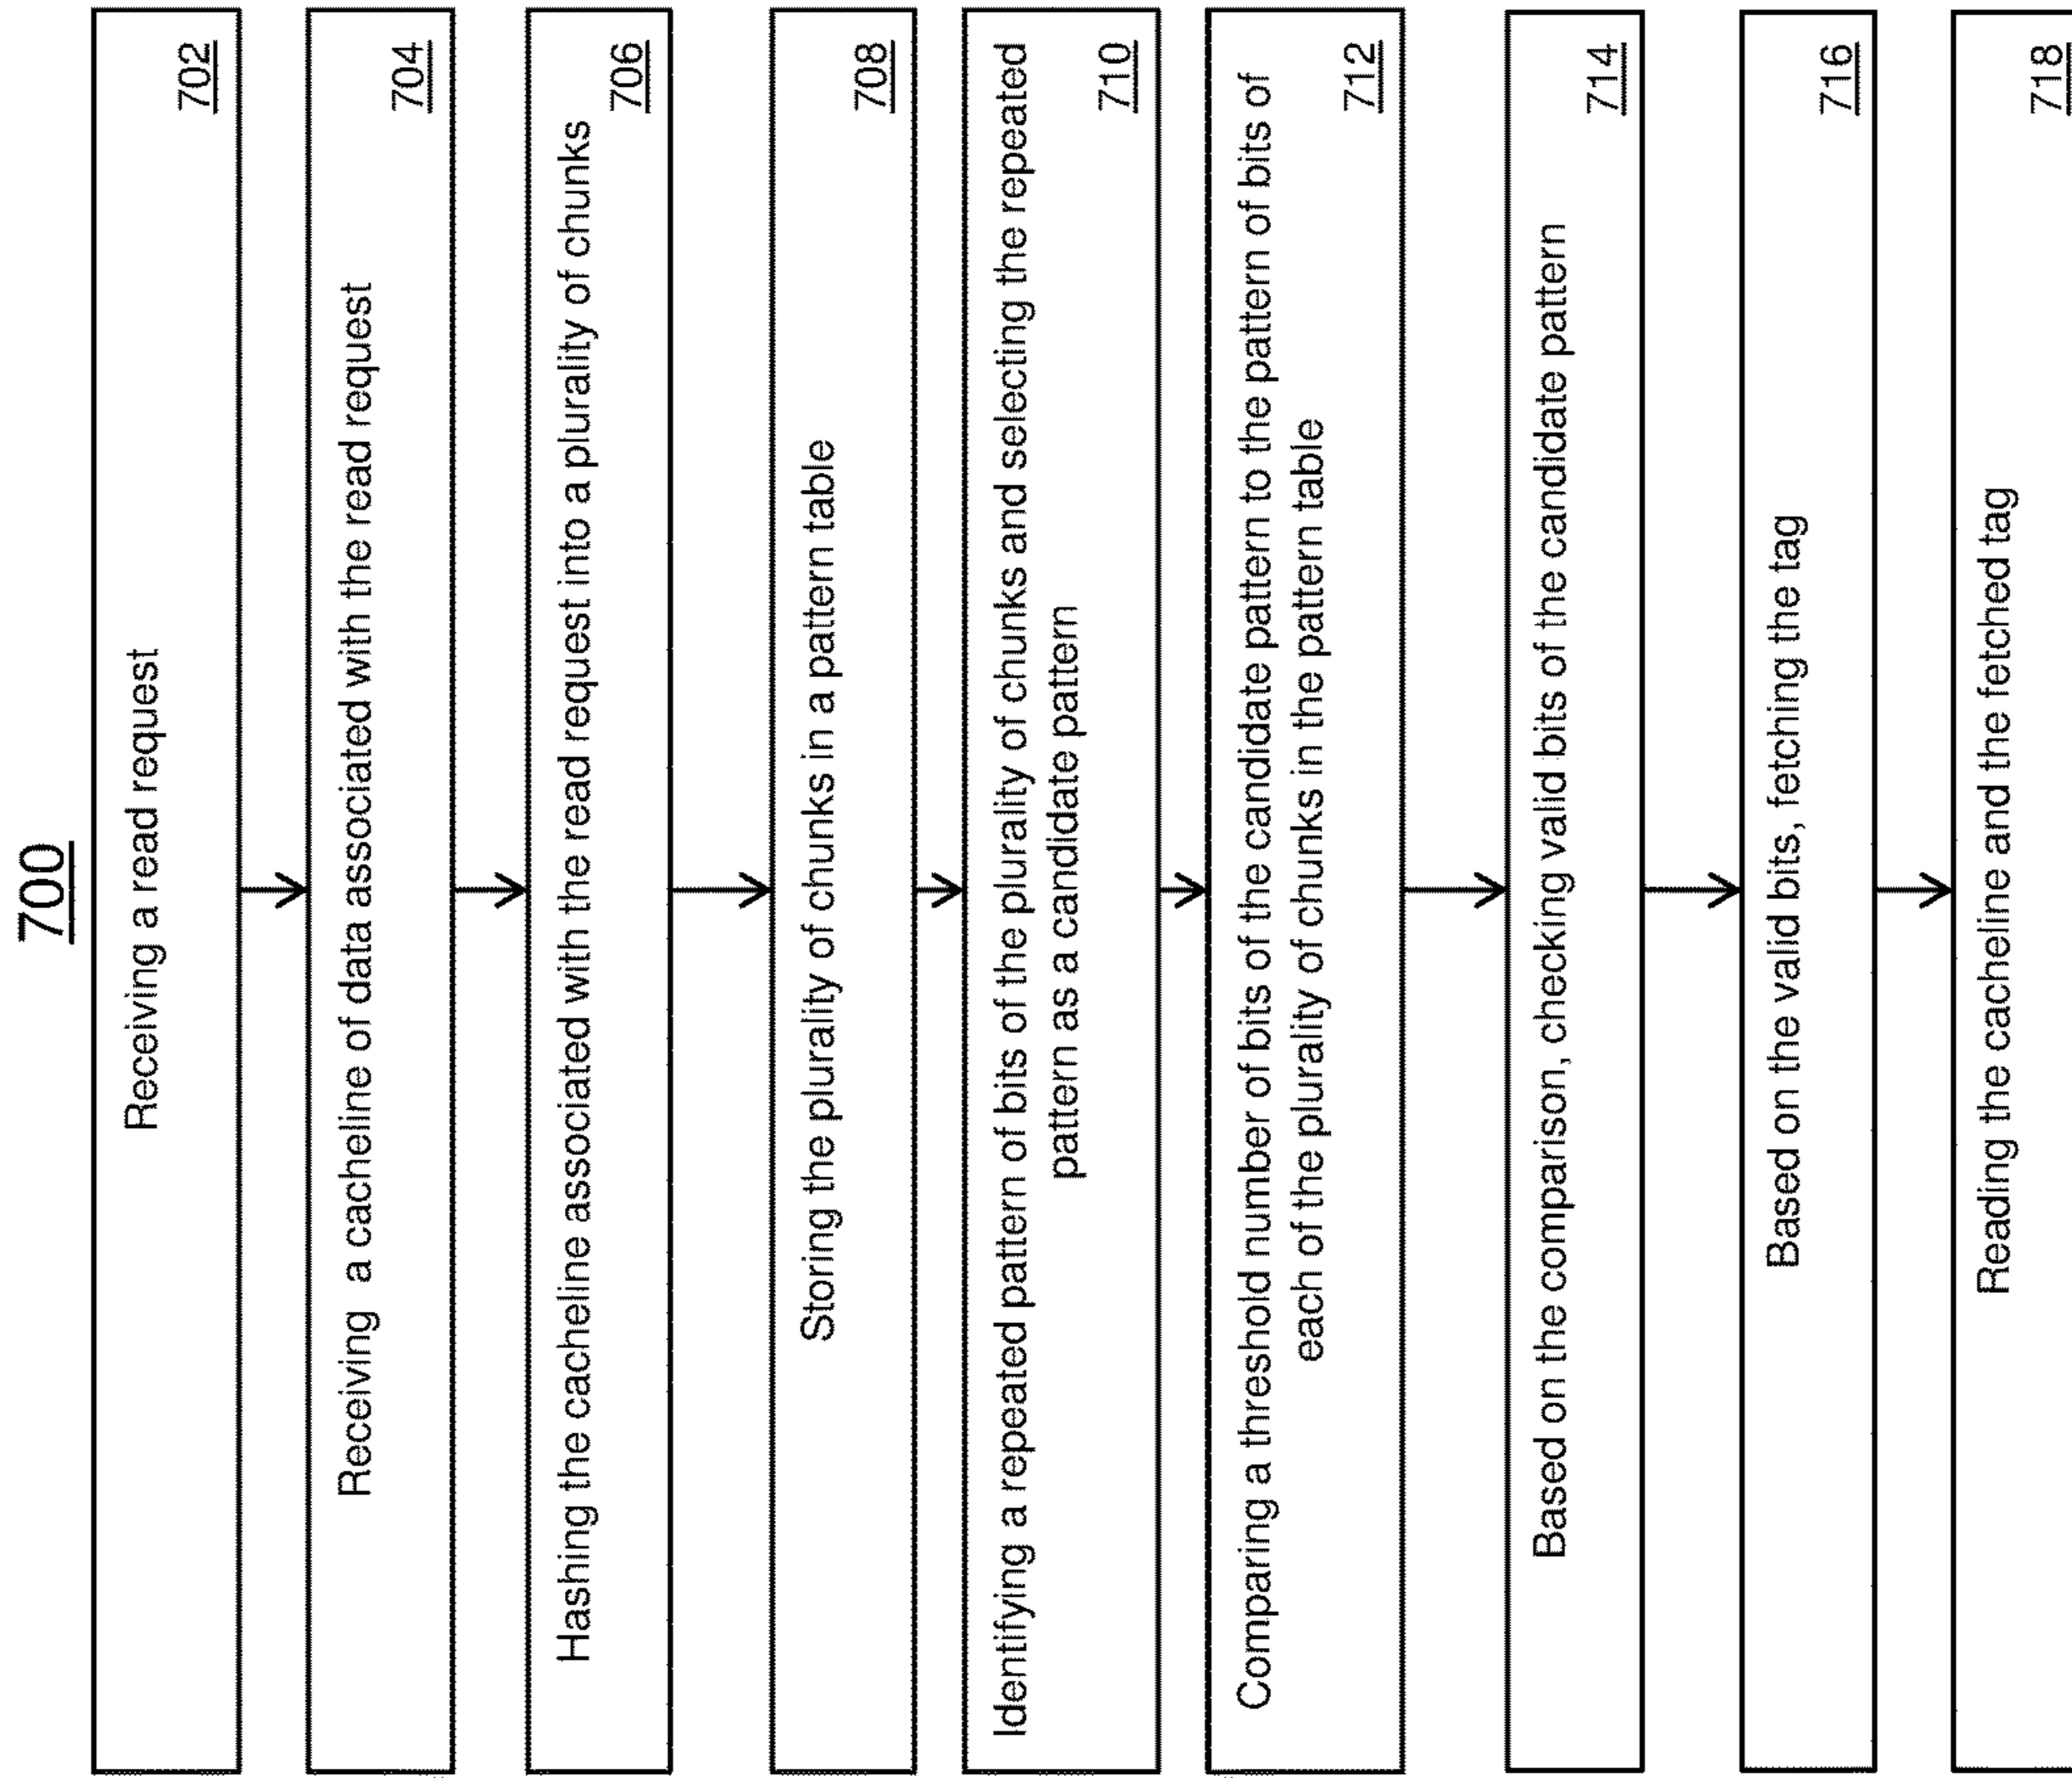 700
Receiving a read request
702
Receiving a cacheline of data associated with the read request
704
Hashing the cacheline associated with the read request into a plurality of chunks
706
Storing the plurality of chunks in a pattern table
708
Identifying a repeated pattern of bits of the plurality of chunks and selecting the repeated
pattern as a candidate pattern
710
Comparing a threshold number of bits of the candidate pattern to the pattern of bits of
each of the plurality of chunks in the pattern table
712
Based on the comparison, checking valid bits of the candidate pattern
714
Based on the valid bits, fetching the tag
716
Reading the cacheline and the fetched tag
718